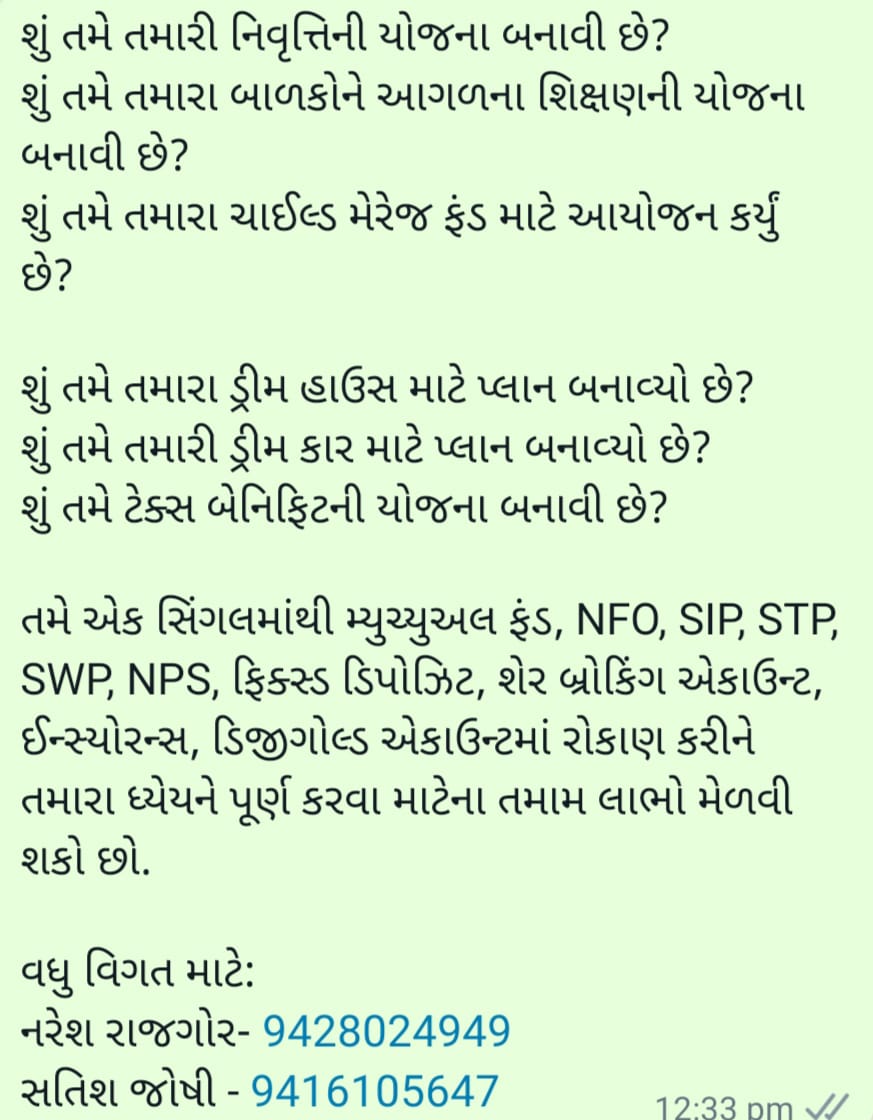 શું તમે તમારી નિવૃત્તિની યોજના બનાવી છે?
શું તમે તમારા બાળકોને આગળના શિક્ષણની યોજના
બનાવી છે?
શું તમે તમારા ચાઈલ્ડ મેરેજ ફંડ માટે આયોજન કર્યું
છે?
શું તમે તમારા ડ્રીમ હાઉસ માટે પ્લાન બનાવ્યો છે?
શું તમે તમારી ડ્રીમ કાર માટે પ્લાન બનાવ્યો છે?
શું તમે ટેક્સ બેનિફિટની યોજના બનાવી છે?
તમે એક સિંગલમાંથી મ્યુચ્યુઅલ ફંડ, NFO, SIP, STP,
SWP, NPS, ફિક્સ્ડ ડિપોઝિટ, શેર બ્રોકિંગ એકાઉન્ટ,
ઈન્સ્યોરન્સ, ડિજીગોલ્ડ એકાઉન્ટમાં રોકાણ કરીને
તમારા ધ્યેયને પૂર્ણ કરવા માટેના તમામ લાભો મેળવી
શકો છો.
વધુ વિગત માટે:
નરેશ રાજગોર- 9428024949
સતિશ જોષી - 9416105647
12:33 pm